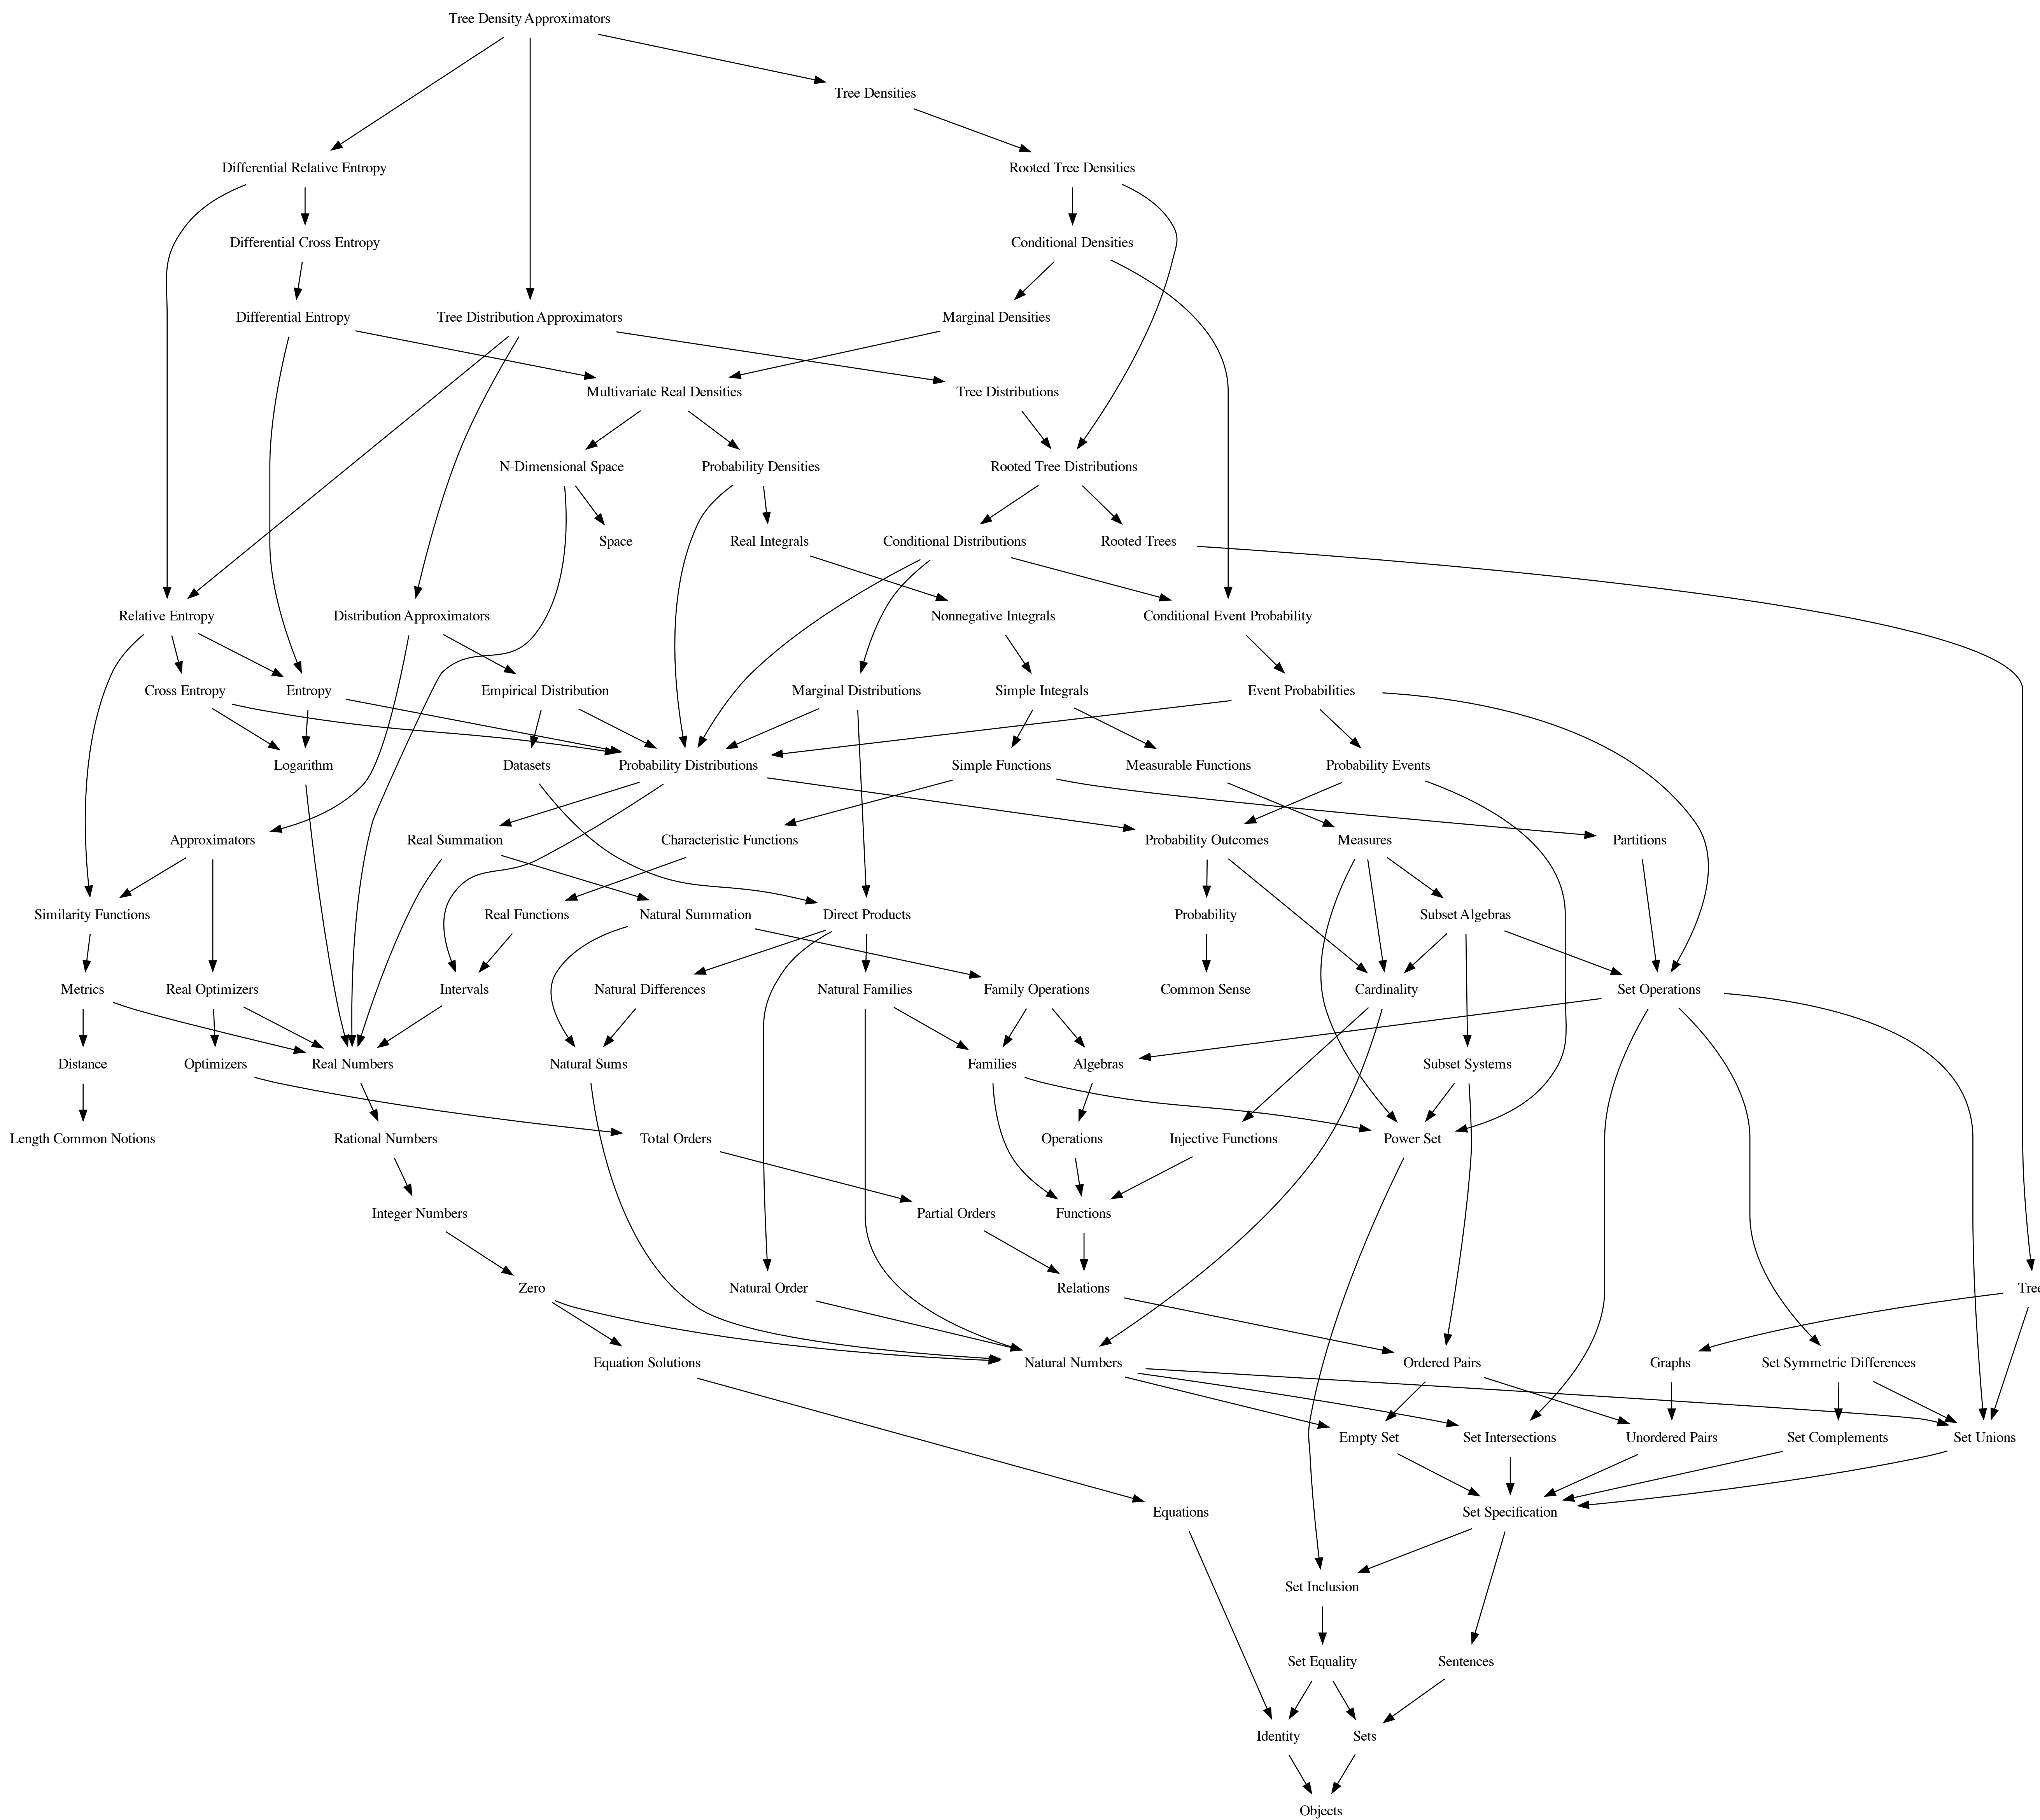 Tree Density Approximators
Tree Densities
Differential Relative Entropy
Rooted Tree Densities
Differential Cross Entropy
Conditional Densities
Differential Entropy
Tree Distribution Approximators
Marginal Densities
Multivariate Real Densities
Tree Distributions
N-Dimensional Space
Probability Densities
Rooted Tree Distributions
Space
Real Integrals
Conditional Distributions
Rooted Trees
Relative Entropy
Distribution Approximators
Nonnegative Integrals
Conditional Event Probability
Cross Entropy
Entropy
Empirical Distribution
Marginal Distributions
Simple Integrals
Event Probabilities
Logarithm
Datasets
Probability Distributions
Simple Functions
Measurable Functions
Probability Events
Approximators
Real Summation
Characteristic Functions
Probability Outcomes
Measures
Partitions
Similarity Functions
Real Functions
Natural Summation
Direct Products
Probability
Subset Algebras
Metrics
Real Optimizers
Intervals
Natural Differences
Natural Families
Family Operations
Common Sense
Cardinality
Set Operations
Distance
Optimizers
Real Numbers
Natural Sums
Families
Algebras
Subset Systems
Length Common Notions
Rational Numbers
Total Orders
Operations
Injective Functions
Power Set
Integer Numbers
Partial Orders
Functions
Zero
Natural Order
Relations
Tree
Equation Solutions
Natural Numbers
Ordered Pairs
Graphs
Set Symmetric Differences
Empty Set
Set Intersections
Unordered Pairs
Set Complements
Set Unions
Equations
Set Specification
Set Inclusion
Set Equality
Sentences
Identity
Sets
Objects